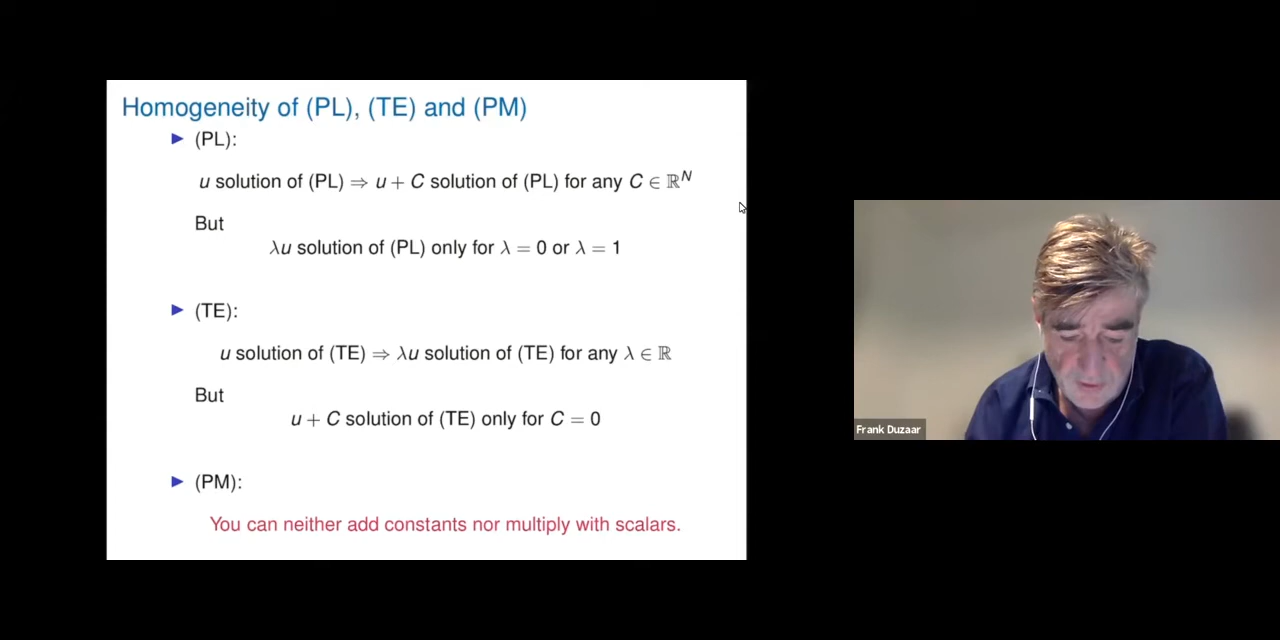 Homogeneity of (PL), (TE) and (PM)
▶ (PL):
u solution of (PL) ⇒ u + C solution of (PL) for any C ∈ ℝᴺ
But
λu solution of (PL) only for λ = 0 or λ = 1
▶ (TE):
u solution of (TE) ⇒ λu solution of (TE) for any λ ∈ ℝ
But
u + C solution of (TE) only for C = 0
▶ (PM):
You can neither add constants nor multiply with scalars.
Frank Duzaar